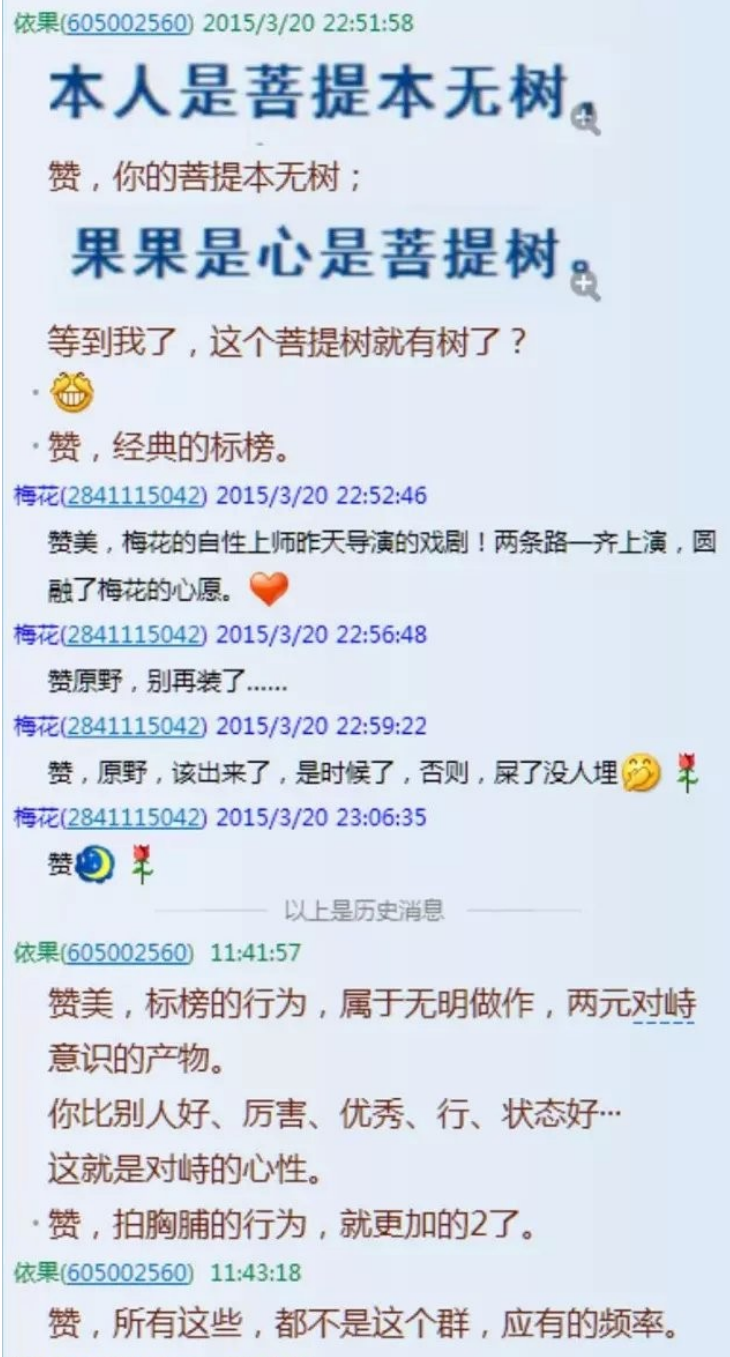 依果(605002560) 2015/3/20 22:51:58
本人是菩提本无树。
赞，你的菩提本无树；
果果是心是菩提树。
等到我了，这个菩提树就有树了？
赞，经典的标榜。
梅花(2841115042) 2015/3/20 22:52:46
赞美，梅花的自性上师昨天导演的戏剧！两条路一齐上演，圆
融了梅花的心愿。
梅花(2841115042) 2015/3/20 22:56:48
赞原野，别再装了......
梅花(2841115042) 2015/3/20 22:59:22
赞，原野，该出来了，是时候了，否则，屎了没人埋
梅花(2841115042) 2015/3/20 23:06:35
赞
以上是历史消息
依果(605002560) 11:41:57
赞美，标榜的行为，属于无明做作，两元对峙
意识的产物。
你比别人好、厉害、优秀、行、状态好…
这就是对峙的心性。
赞，拍胸脯的行为，就更加的2了。
依果(605002560) 11:43:18
赞，所有这些，都不是这个群，应有的频率。